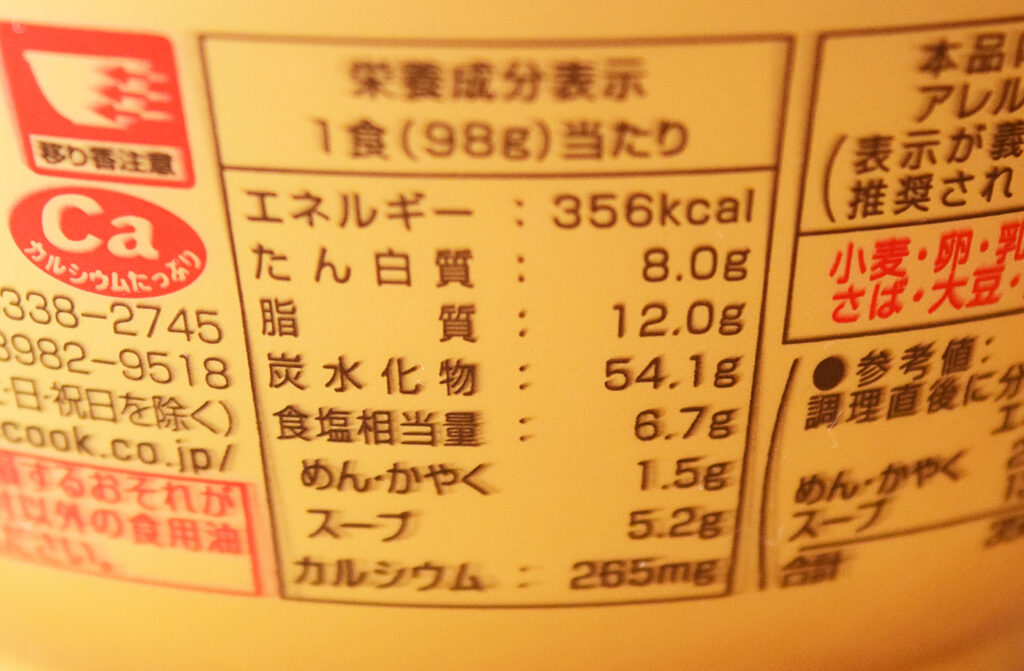 移り香注意
Ca
カルシウムたっぷり
338-2745
8982-9518
日・祝日を除く)
cook.co.jp/
するおそれが
以外の食用油
ださい。
栄養成分表示
1食(98g)当たり
エネルギー : 356kcal
たん白質 : 8.0g
脂質 : 12.0g
炭水化物 : 54.1g
食塩相当量 : 6.7g
めん・かやく 1.5g
スープ 5.2g
カルシウム : 265mg
本品
アレル
(表示が義
推奨され
小麦・卵・乳
さば・大豆・
●参考値:
調理直後に分
めん・かやく
スープ
合計